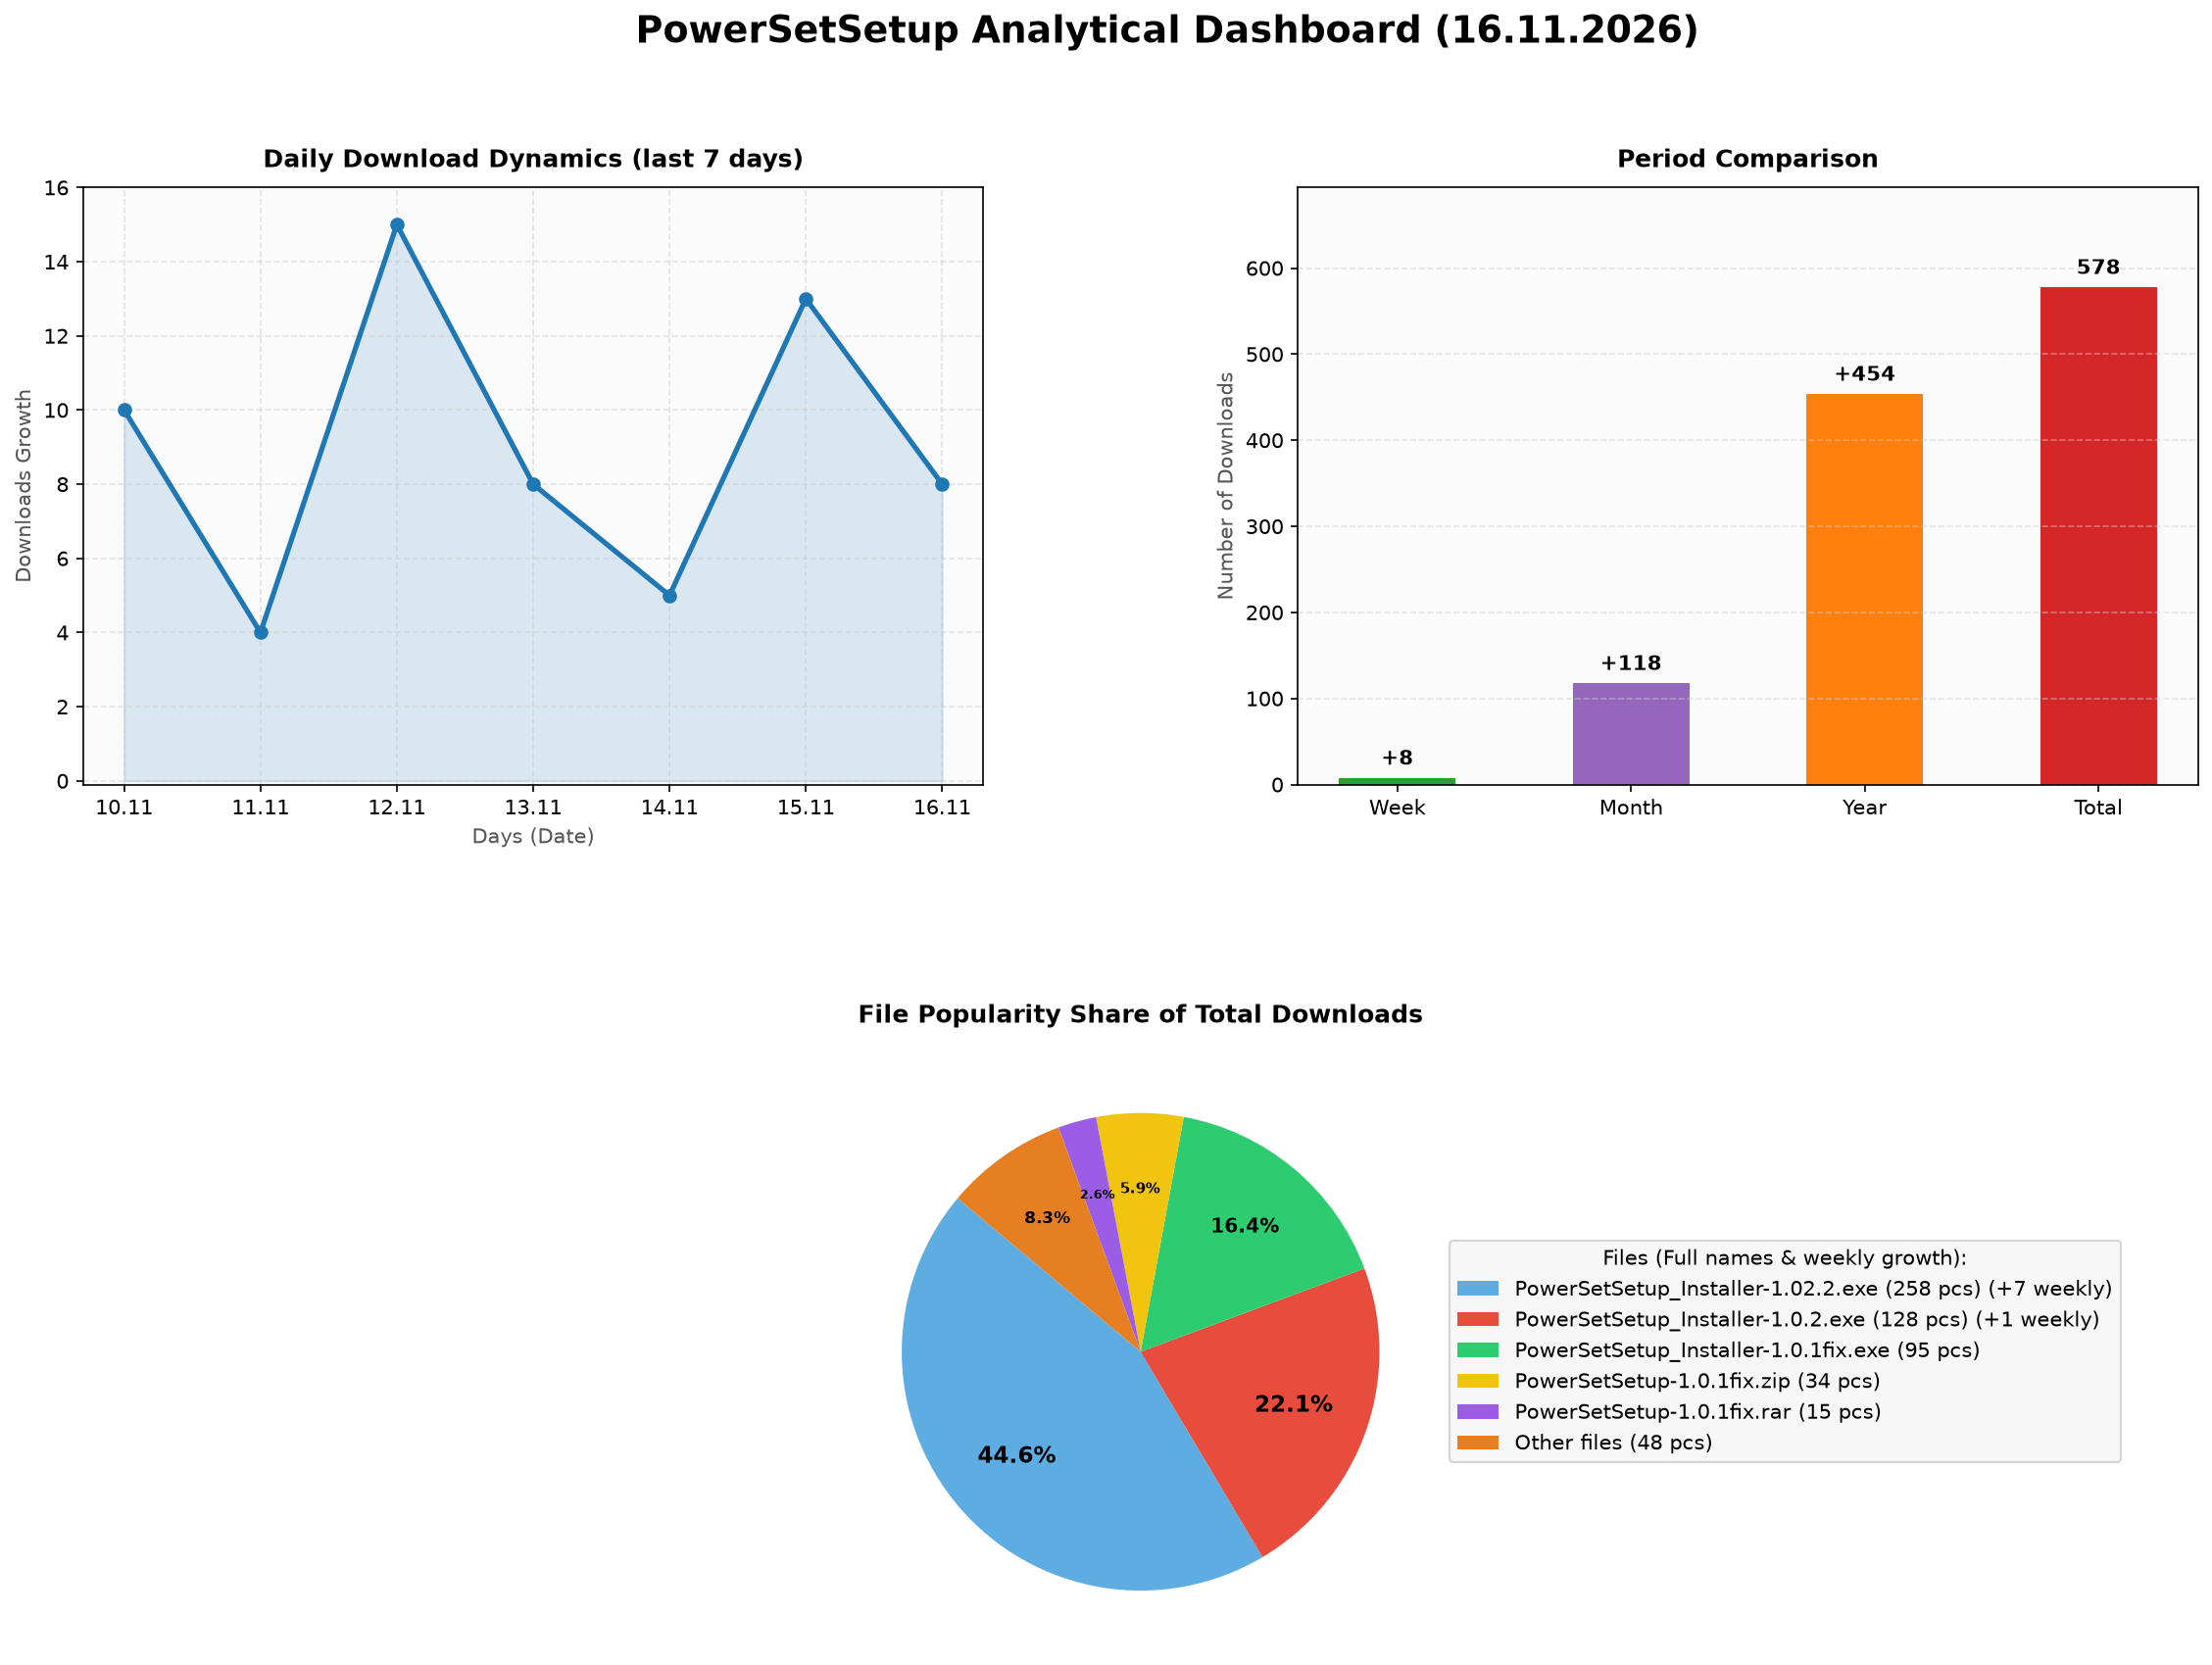 PowerSetSetup Analytical Dashboard (16.11.2026)
Daily Download Dynamics (last 7 days)
Downloads Growth
16
14
12
10
8
6
4
2
0
10.11 11.11 12.11 13.11 14.11 15.11 16.11
Days (Date)
Period Comparison
Number of Downloads
600
500
400
300
200
100
0
+8
+118
+454
578
Week Month Year Total
File Popularity Share of Total Downloads
8.3%
2.6%
5.9%
16.4%
22.1%
44.6%
Files (Full names & weekly growth):
PowerSetSetup_Installer-1.02.2.exe (258 pcs) (+7 weekly)
PowerSetSetup_Installer-1.0.2.exe (128 pcs) (+1 weekly)
PowerSetSetup_Installer-1.0.1fix.exe (95 pcs)
PowerSetSetup-1.0.1fix.zip (34 pcs)
PowerSetSetup-1.0.1fix.rar (15 pcs)
Other files (48 pcs)